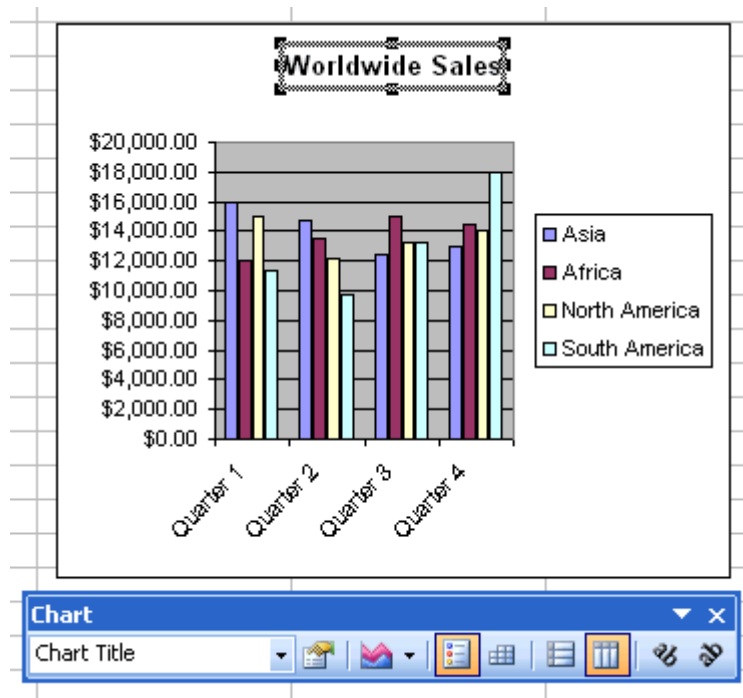 Worldwide Sales
$20,000.00
$18,000.00
$16,000.00
$14,000.00
$12,000.00
$10,000.00
$8,000.00
$6,000.00
$4,000.00
$2,000.00
$0.00
Quarter 1
Quarter 2
Quarter 3
Quarter 4
Asia
Africa
North America
South America
Chart
Chart Title